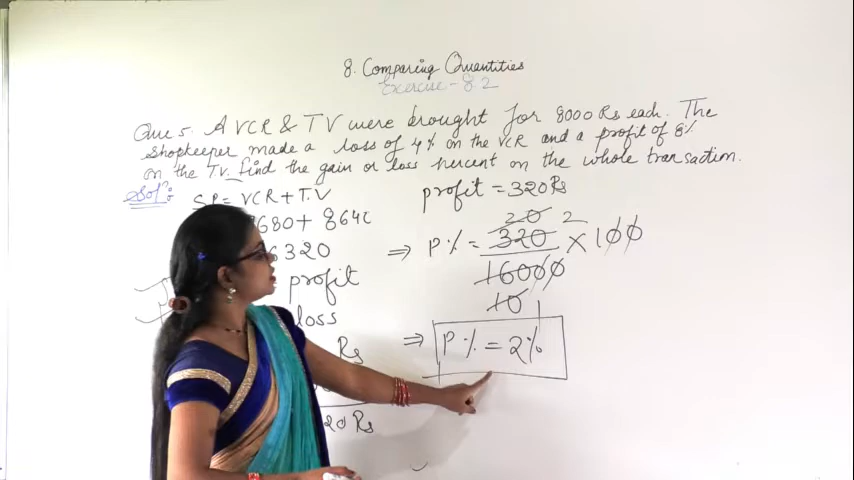 8. Comparing Quantities
Exercise - 8.2
Que 5. A VCR & TV were brought for 8000 Rs each. The
shopkeeper made a loss of 4% on the VCR and a profit of 8%
on the TV. Find the gain or loss percent on the whole transaction.
Solⁿ: SP = VCR + T.V
680 + 864
6320
profit
loss
Rs
20 Rs
profit = 320 Rs
20 2
⇒ P% = 320 × 100
16000
10 1
⇒ P% = 2%